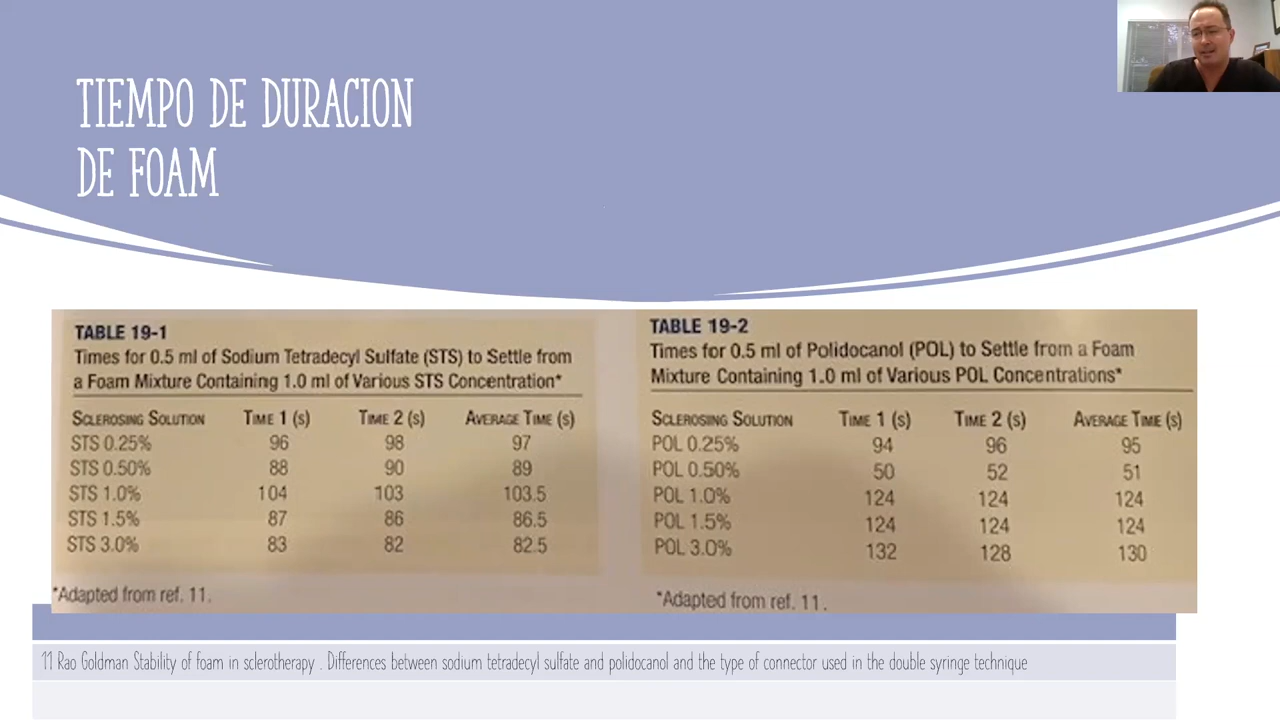 TIEMPO DE DURACION
DE FOAM
TABLE 19-1
Times for 0.5 ml of Sodium Tetradecyl Sulfate (STS) to Settle from
a Foam Mixture Containing 1.0 ml of Various STS Concentration*
SCLEROSING SOLUTION TIME 1 (s) TIME 2 (s) AVERAGE TIME (s)
STS 0.25% 96 98 97
STS 0.50% 88 90 89
STS 1.0% 104 103 103.5
STS 1.5% 87 86 86.5
STS 3.0% 83 82 82.5
*Adapted from ref. 11.
TABLE 19-2
Times for 0.5 ml of Polidocanol (POL) to Settle from a Foam
Mixture Containing 1.0 ml of Various POL Concentrations*
SCLEROSING SOLUTION TIME 1 (s) TIME 2 (s) AVERAGE TIME (s)
POL 0.25% 94 96 95
POL 0.50% 50 52 51
POL 1.0% 124 124 124
POL 1.5% 124 124 124
POL 3.0% 132 128 130
*Adapted from ref. 11.
11 Rao Goldman Stability of foam in sclerotherapy . Differences between sodium tetradecyl sulfate and polidocanol and the type of connector used in the double syringe technique